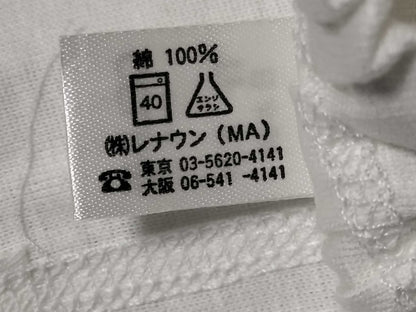 綿 100%
40 エンソ サラシ
㈱レナウン (MA)
☎ 東京 03-5620-4141
大阪 06-541-4141